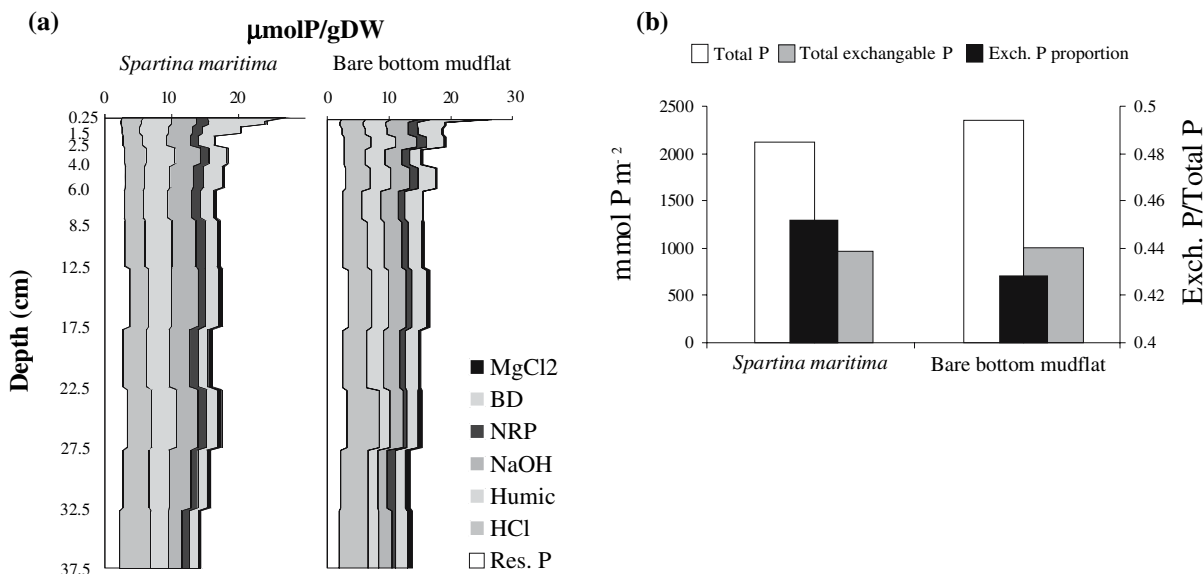 (a)
μmolP/gDW
Spartina maritima
Bare bottom mudflat
0 10 20
0 10 20 30
0.25
1.5
2.5
4.0
6.0
8.5
12.5
17.5
22.5
27.5
32.5
37.5
Depth (cm)
MgCl2
BD
NRP
NaOH
Humic
HCl
Res. P
(b)
Total P Total exchangable P Exch. P proportion
2500
2000
1500
1000
500
0
mmol P m⁻²
0.5
0.48
0.46
0.44
0.42
0.4
Exch. P/Total P
Spartina maritima
Bare bottom mudflat